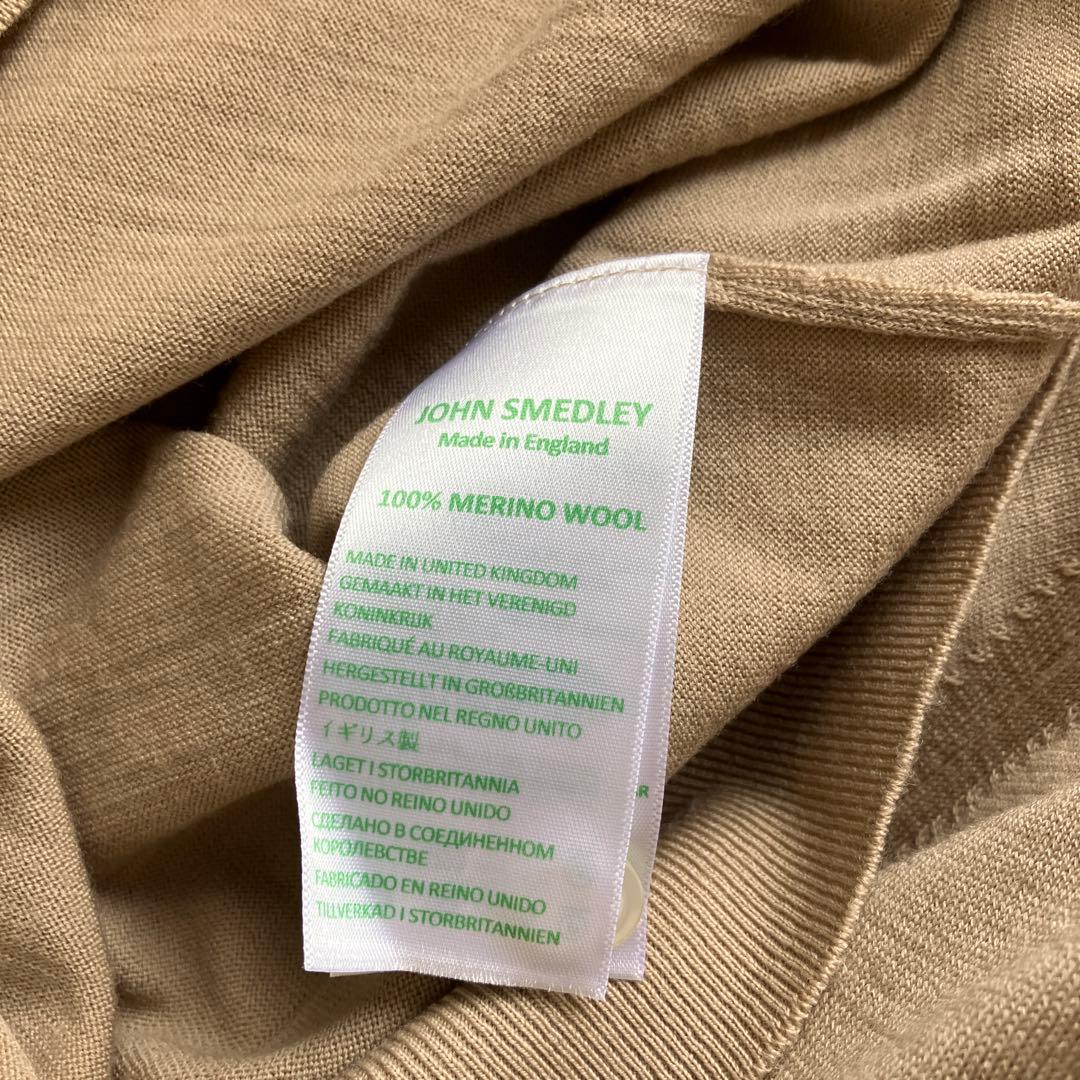 JOHN SMEDLEY
Made in England
100% MERINO WOOL
MADE IN UNITED KINGDOM
GEMAAKT IN HET VERENIGD
KONINKRIJK
FABRIQUÉ AU ROYAUME-UNI
HERGESTELLT IN GROßBRITANNIEN
PRODOTTO NEL REGNO UNITO
イギリス製
LAGET I STORBRITANNIA
FEITO NO REINO UNIDO
СДЕЛАНО В СОЕДИНЕННОМ
КОРОЛЕВСТВЕ
FABRICADO EN REINO UNIDO
TILLVERKAD I STORBRITANNIEN